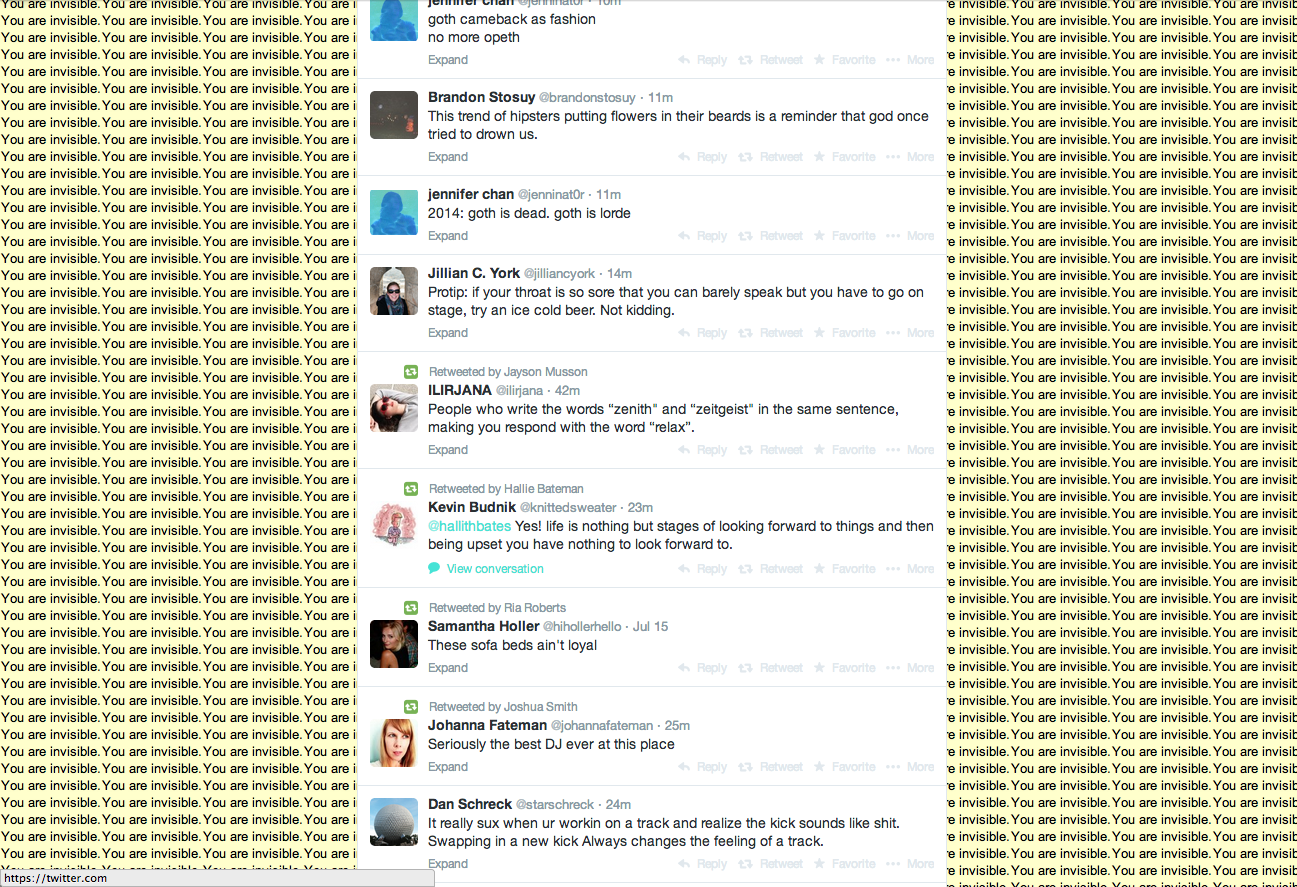 You are invisible.You are invisible.You are invisible.You are i
jennifer chan @jenninat0r · 10m
goth cameback as fashion
no more opeth
Expand Reply Retweet Favorite ••• More
Brandon Stosuy @brandonstosuy · 11m
This trend of hipsters putting flowers in their beards is a reminder that god once
tried to drown us.
Expand Reply Retweet Favorite ••• More
jennifer chan @jenninat0r · 11m
2014: goth is dead. goth is lorde
Expand Reply Retweet Favorite ••• More
Jillian C. York @jilliancyork · 14m
Protip: if your throat is so sore that you can barely speak but you have to go on
stage, try an ice cold beer. Not kidding.
Expand Reply Retweet Favorite ••• More
Retweeted by Jayson Musson
ILIRJANA @ilirjana · 42m
People who write the words “zenith" and “zeitgeist" in the same sentence,
making you respond with the word “relax”.
Expand Reply Retweet Favorite ••• More
Retweeted by Hallie Bateman
Kevin Budnik @knittedsweater · 23m
@hallithbates Yes! life is nothing but stages of looking forward to things and then
being upset you have nothing to look forward to.
View conversation Reply Retweet Favorite ••• More
Retweeted by Ria Roberts
Samantha Holler @hihollerhello · Jul 15
These sofa beds ain't loyal
Expand Reply Retweet Favorite ••• More
Retweeted by Joshua Smith
Johanna Fateman @johannafateman · 25m
Seriously the best DJ ever at this place
Expand Reply Retweet Favorite ••• More
Dan Schreck @starschreck · 24m
It really sux when ur workin on a track and realize the kick sounds like shit.
Swapping in a new kick Always changes the feeling of a track.
Expand Reply Retweet Favorite ••• More
e invisible.You are invisible.You are invisible.You are invisibl
https://twitter.com